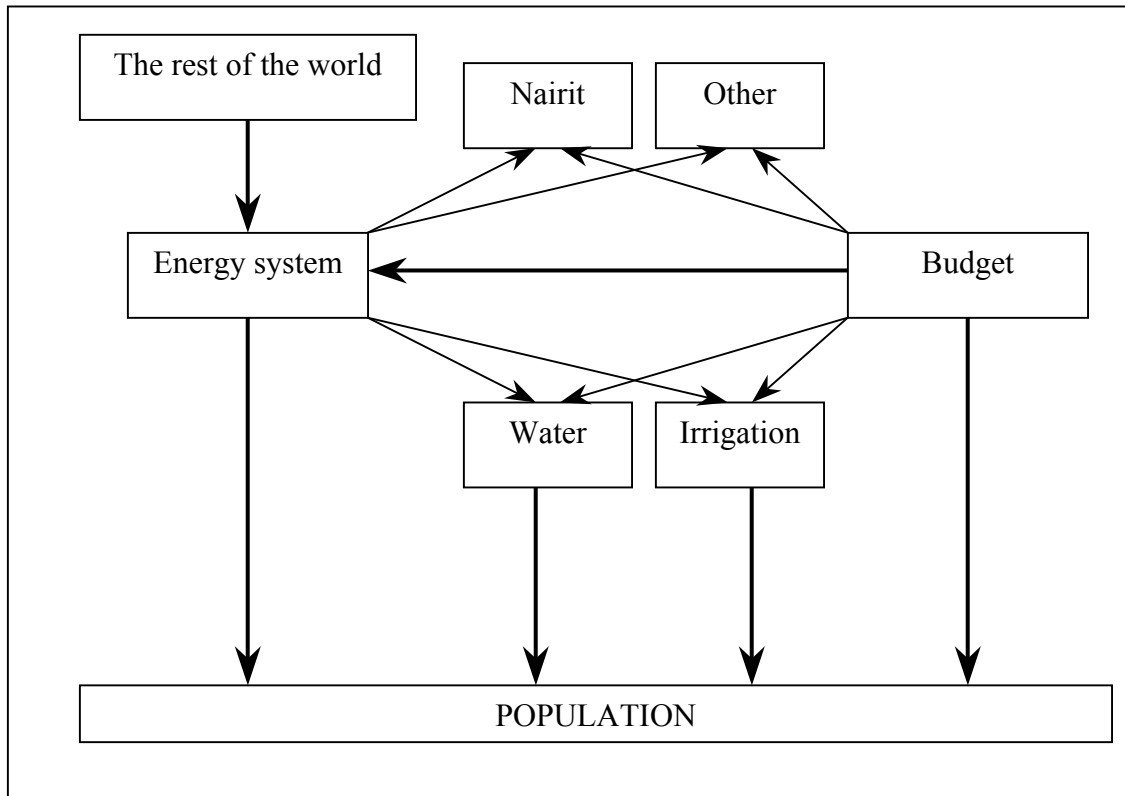 The rest of the world
Nairit
Other
Energy system
Budget
Water
Irrigation
POPULATION